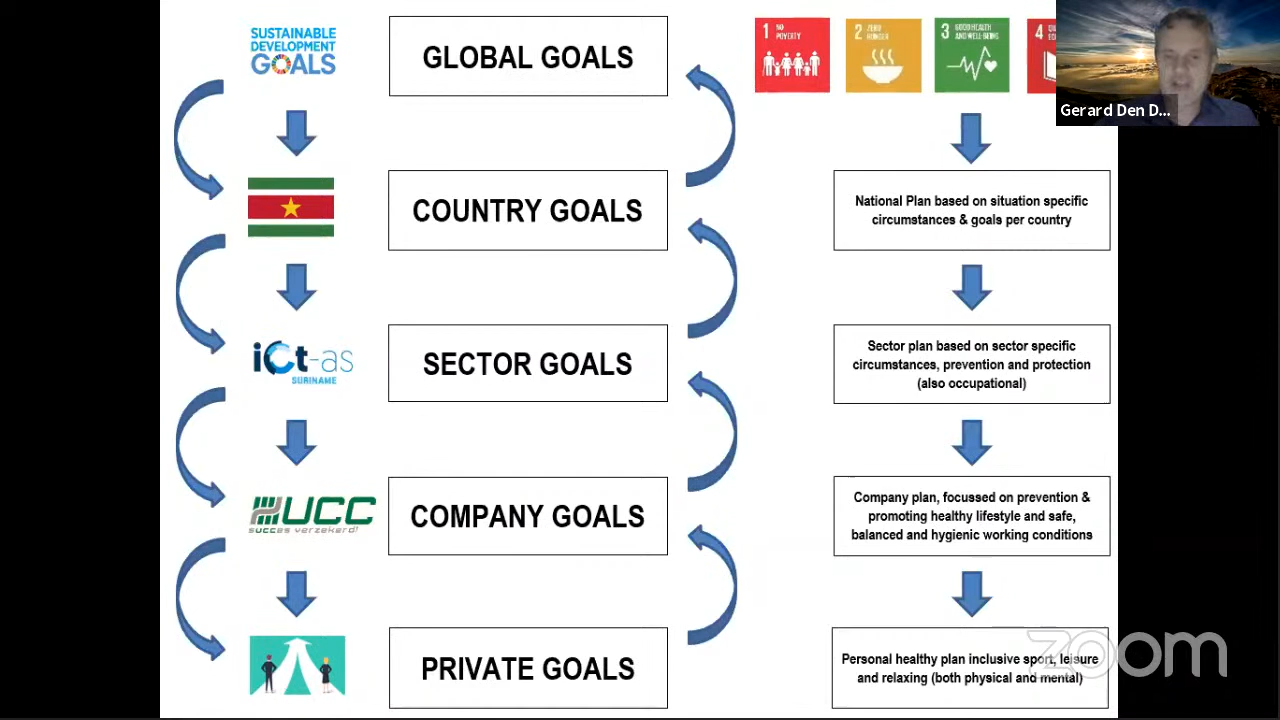 SUSTAINABLE
DEVELOPMENT
GOALS
GLOBAL GOALS
1 NO POVERTY
2 ZERO HUNGER
3 GOOD HEALTH AND WELL-BEING
4
Gerard Den D...
COUNTRY GOALS
National Plan based on situation specific
circumstances & goals per country
ict-as
SURINAME
SECTOR GOALS
Sector plan based on sector specific
circumstances, prevention and protection
(also occupational)
UCC
succes verzekerd!
COMPANY GOALS
Company plan, focussed on prevention &
promoting healthy lifestyle and safe,
balanced and hygienic working conditions
PRIVATE GOALS
Personal healthy plan inclusive sport, leisure
and relaxing (both physical and mental)
zoom